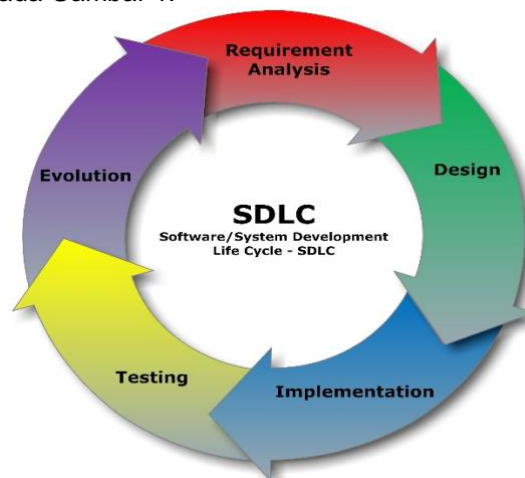 Requirement
Analysis
Design
Evolution
SDLC
Software/System Development
Life Cycle - SDLC
Testing
Implementation